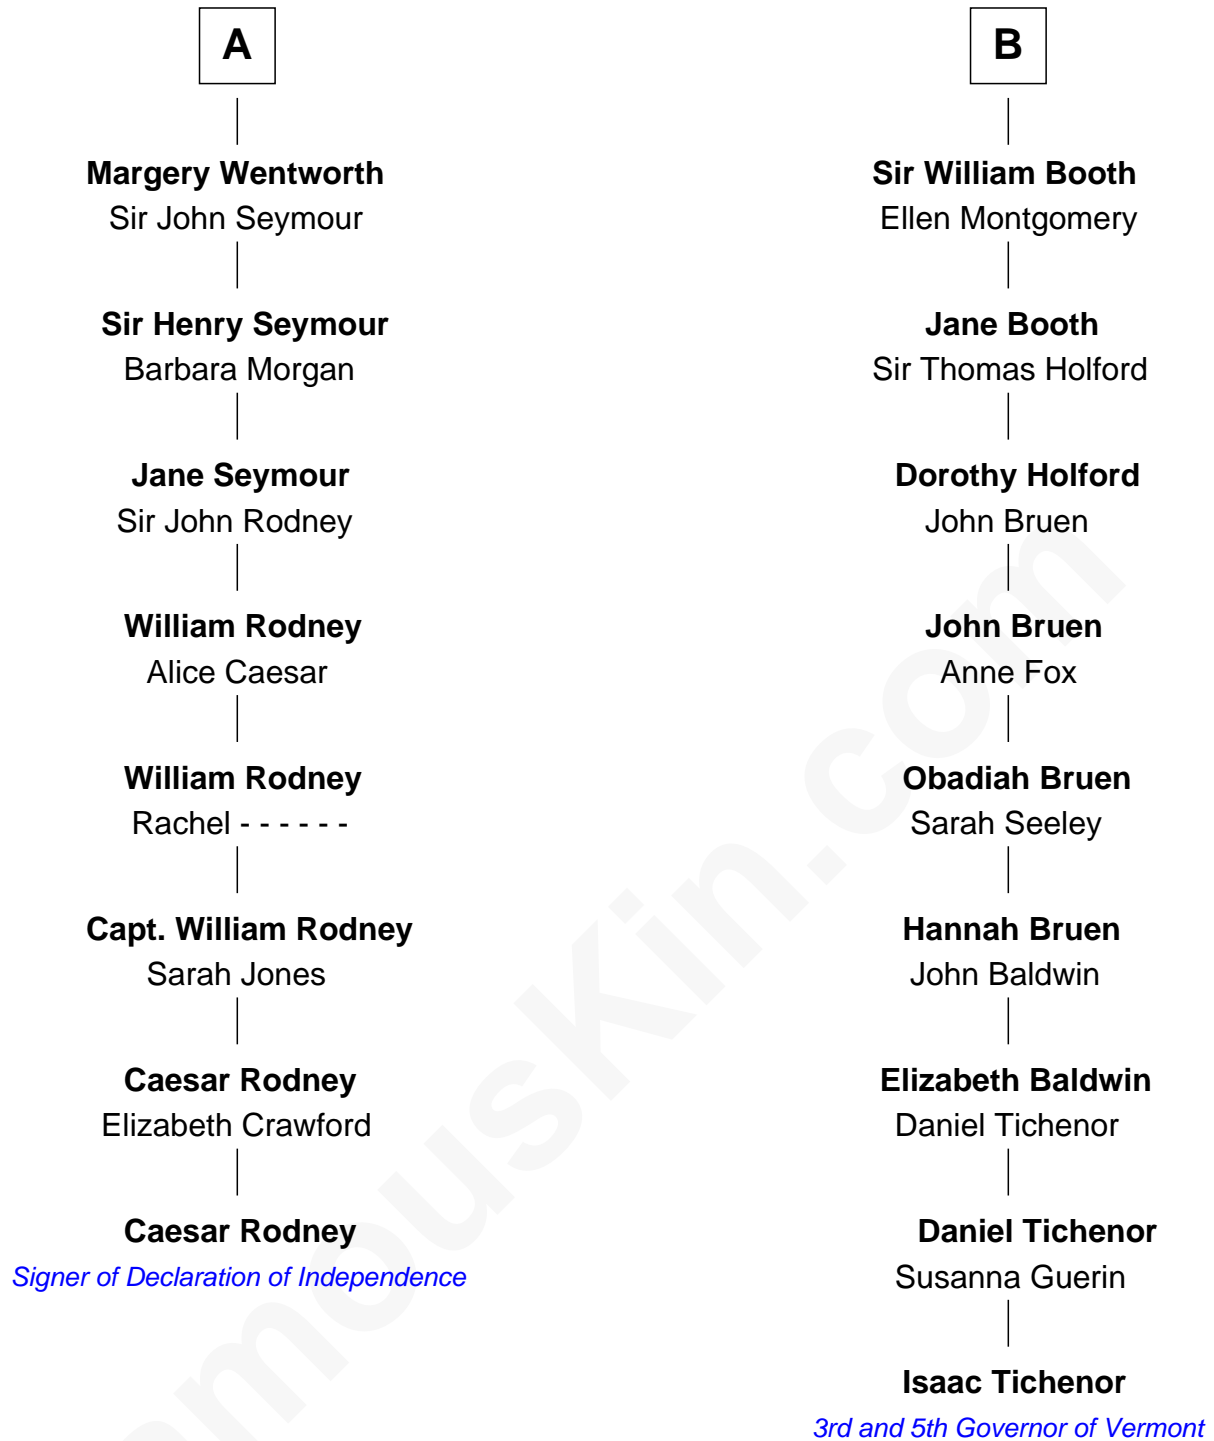 A
Margery Wentworth
Sir John Seymour
Sir Henry Seymour
Barbara Morgan
Jane Seymour
Sir John Rodney
William Rodney
Alice Caesar
William Rodney
Rachel - - - - - -
Capt. William Rodney
Sarah Jones
Caesar Rodney
Elizabeth Crawford
Caesar Rodney
Signer of Declaration of Independence
B
Sir William Booth
Ellen Montgomery
Jane Booth
Sir Thomas Holford
Dorothy Holford
John Bruen
John Bruen
Anne Fox
Obadiah Bruen
Sarah Seeley
Hannah Bruen
John Baldwin
Elizabeth Baldwin
Daniel Tichenor
Daniel Tichenor
Susanna Guerin
Isaac Tichenor
3rd and 5th Governor of Vermont
amousKin.com